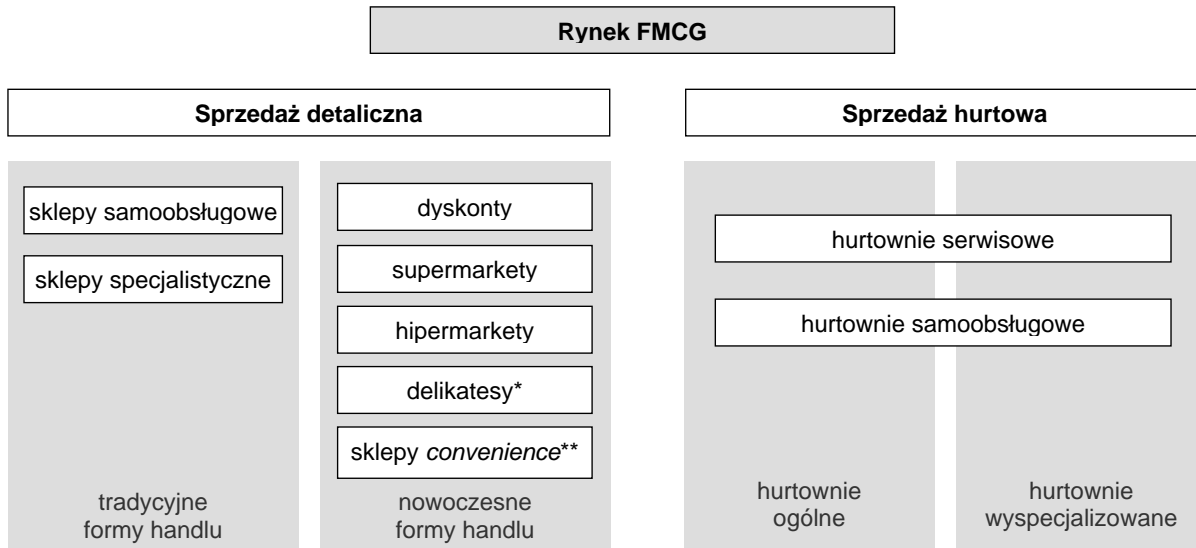 Rynek FMCG
Sprzedaż detaliczna
Sprzedaż hurtowa
sklepy samoobsługowe
sklepy specjalistyczne
tradycyjne
formy handlu
dyskonty
supermarkety
hipermarkety
delikatesy*
sklepy convenience**
nowoczesne
formy handlu
hurtownie serwisowe
hurtownie samoobsługowe
hurtownie
ogólne
hurtownie
wyspecjalizowane